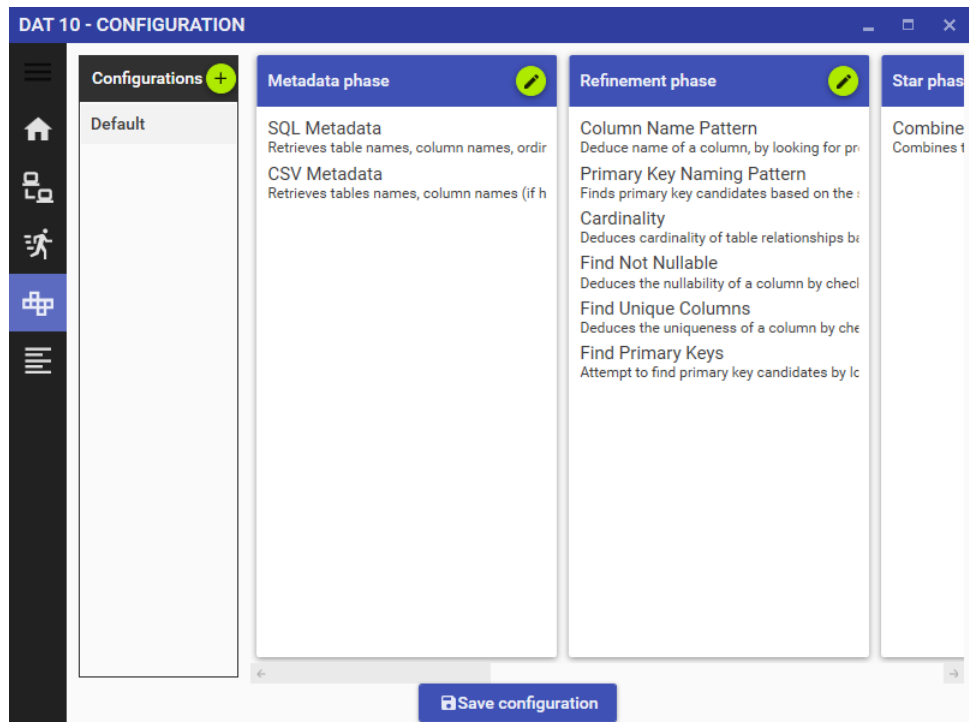 DAT 10 - CONFIGURATION
Configurations
Default
Metadata phase
SQL Metadata
Retrieves table names, column names, ordir
CSV Metadata
Retrieves tables names, column names (if h
Refinement phase
Column Name Pattern
Deduce name of a column, by looking for pr
Primary Key Naming Pattern
Finds primary key candidates based on the
Cardinality
Deduces cardinality of table relationships ba
Find Not Nullable
Deduces the nullability of a column by checl
Find Unique Columns
Deduces the uniqueness of a column by che
Find Primary Keys
Attempt to find primary key candidates by lc
Star phas
Combine
Combines t
Save configuration